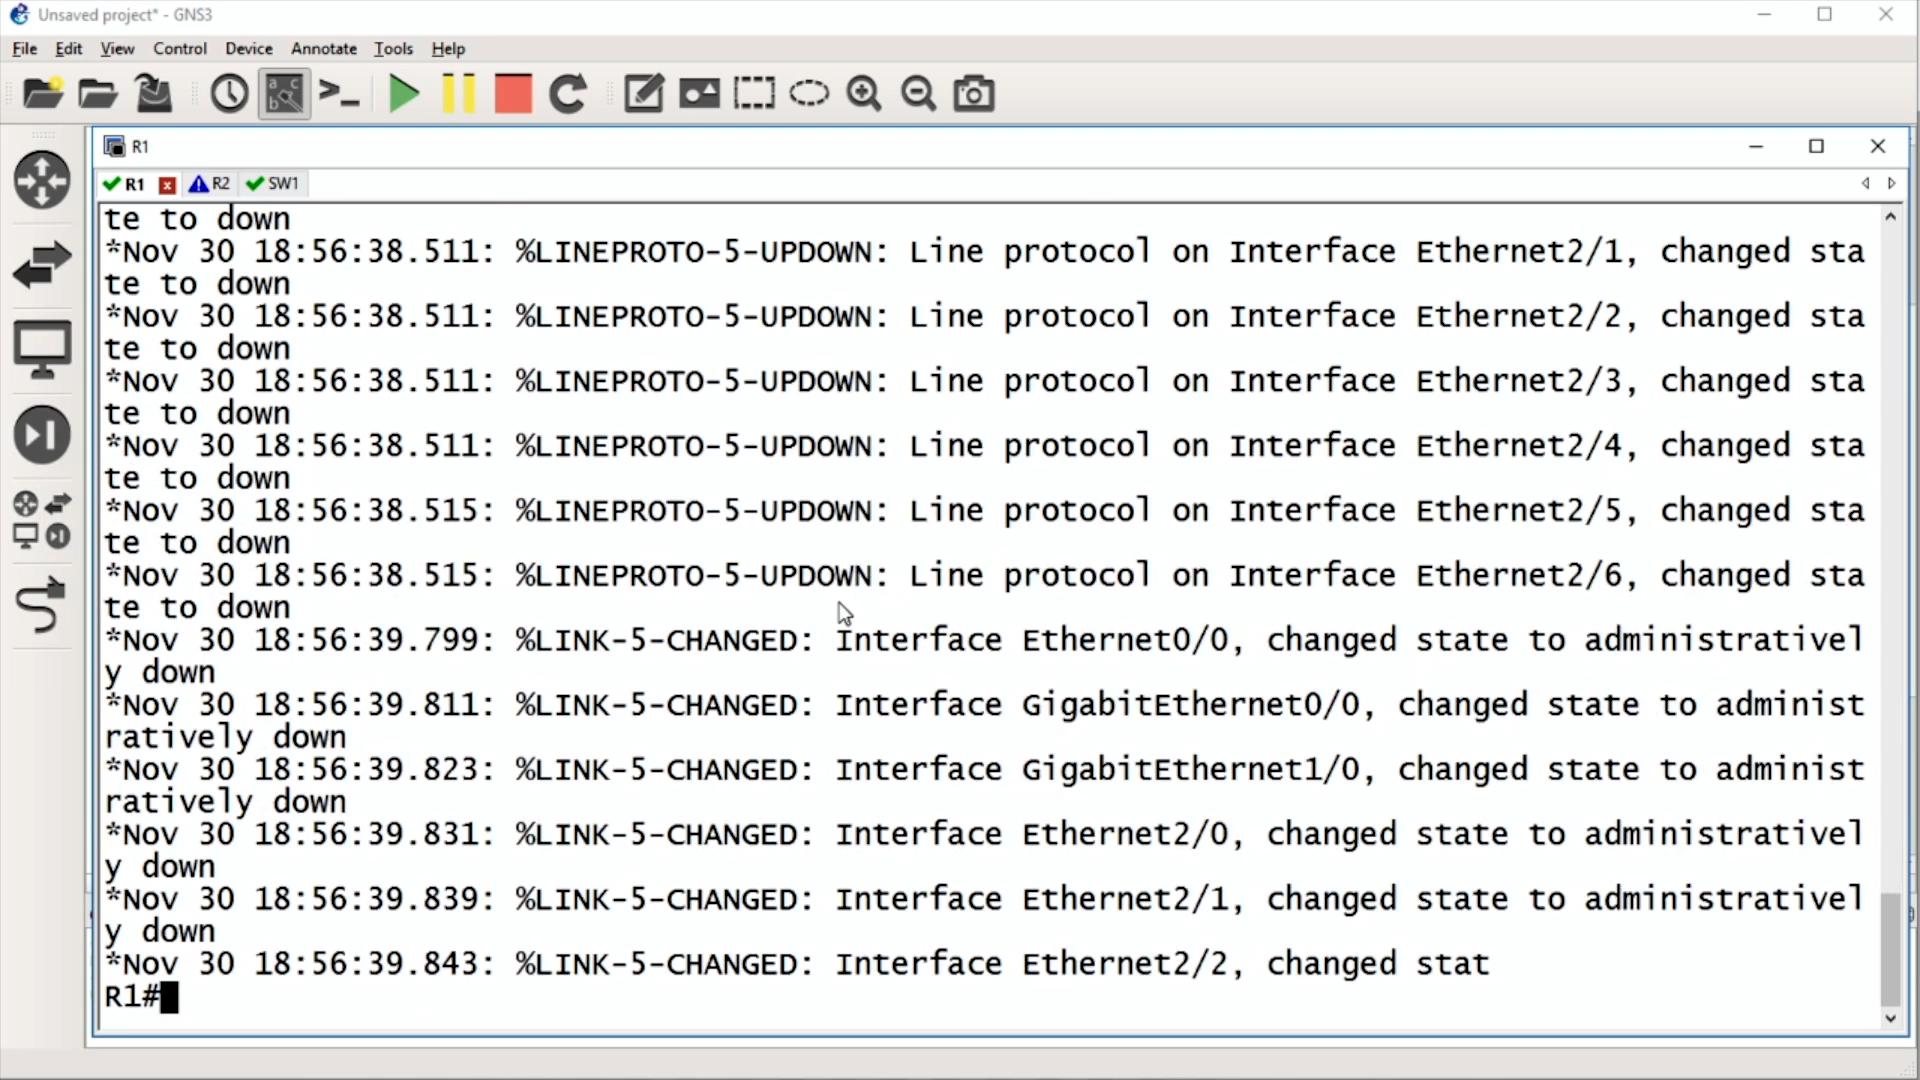 Unsaved project* - GNS3
File Edit View Control Device Annotate Tools Help
R1
R1 R2 SW1
te to down
*Nov 30 18:56:38.511: %LINEPROTO-5-UPDOWN: Line protocol on Interface Ethernet2/1, changed sta
te to down
*Nov 30 18:56:38.511: %LINEPROTO-5-UPDOWN: Line protocol on Interface Ethernet2/2, changed sta
te to down
*Nov 30 18:56:38.511: %LINEPROTO-5-UPDOWN: Line protocol on Interface Ethernet2/3, changed sta
te to down
*Nov 30 18:56:38.511: %LINEPROTO-5-UPDOWN: Line protocol on Interface Ethernet2/4, changed sta
te to down
*Nov 30 18:56:38.515: %LINEPROTO-5-UPDOWN: Line protocol on Interface Ethernet2/5, changed sta
te to down
*Nov 30 18:56:38.515: %LINEPROTO-5-UPDOWN: Line protocol on Interface Ethernet2/6, changed sta
te to down
*Nov 30 18:56:39.799: %LINK-5-CHANGED: Interface Ethernet0/0, changed state to administrativel
y down
*Nov 30 18:56:39.811: %LINK-5-CHANGED: Interface GigabitEthernet0/0, changed state to administ
ratively down
*Nov 30 18:56:39.823: %LINK-5-CHANGED: Interface GigabitEthernet1/0, changed state to administ
ratively down
*Nov 30 18:56:39.831: %LINK-5-CHANGED: Interface Ethernet2/0, changed state to administrativel
y down
*Nov 30 18:56:39.839: %LINK-5-CHANGED: Interface Ethernet2/1, changed state to administrativel
y down
*Nov 30 18:56:39.843: %LINK-5-CHANGED: Interface Ethernet2/2, changed stat
R1#